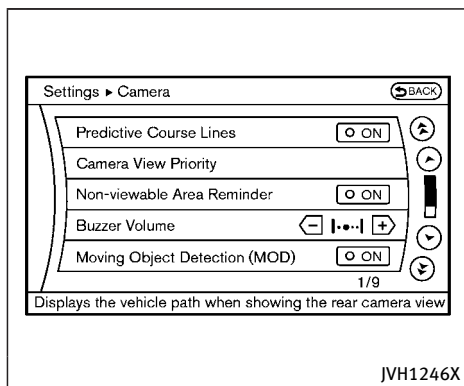 Settings ▸ Camera BACK
Predictive Course Lines ON
Camera View Priority
Non-viewable Area Reminder ON
Buzzer Volume − +
Moving Object Detection (MOD) ON
1/9
Displays the vehicle path when showing the rear camera view
JVH1246X